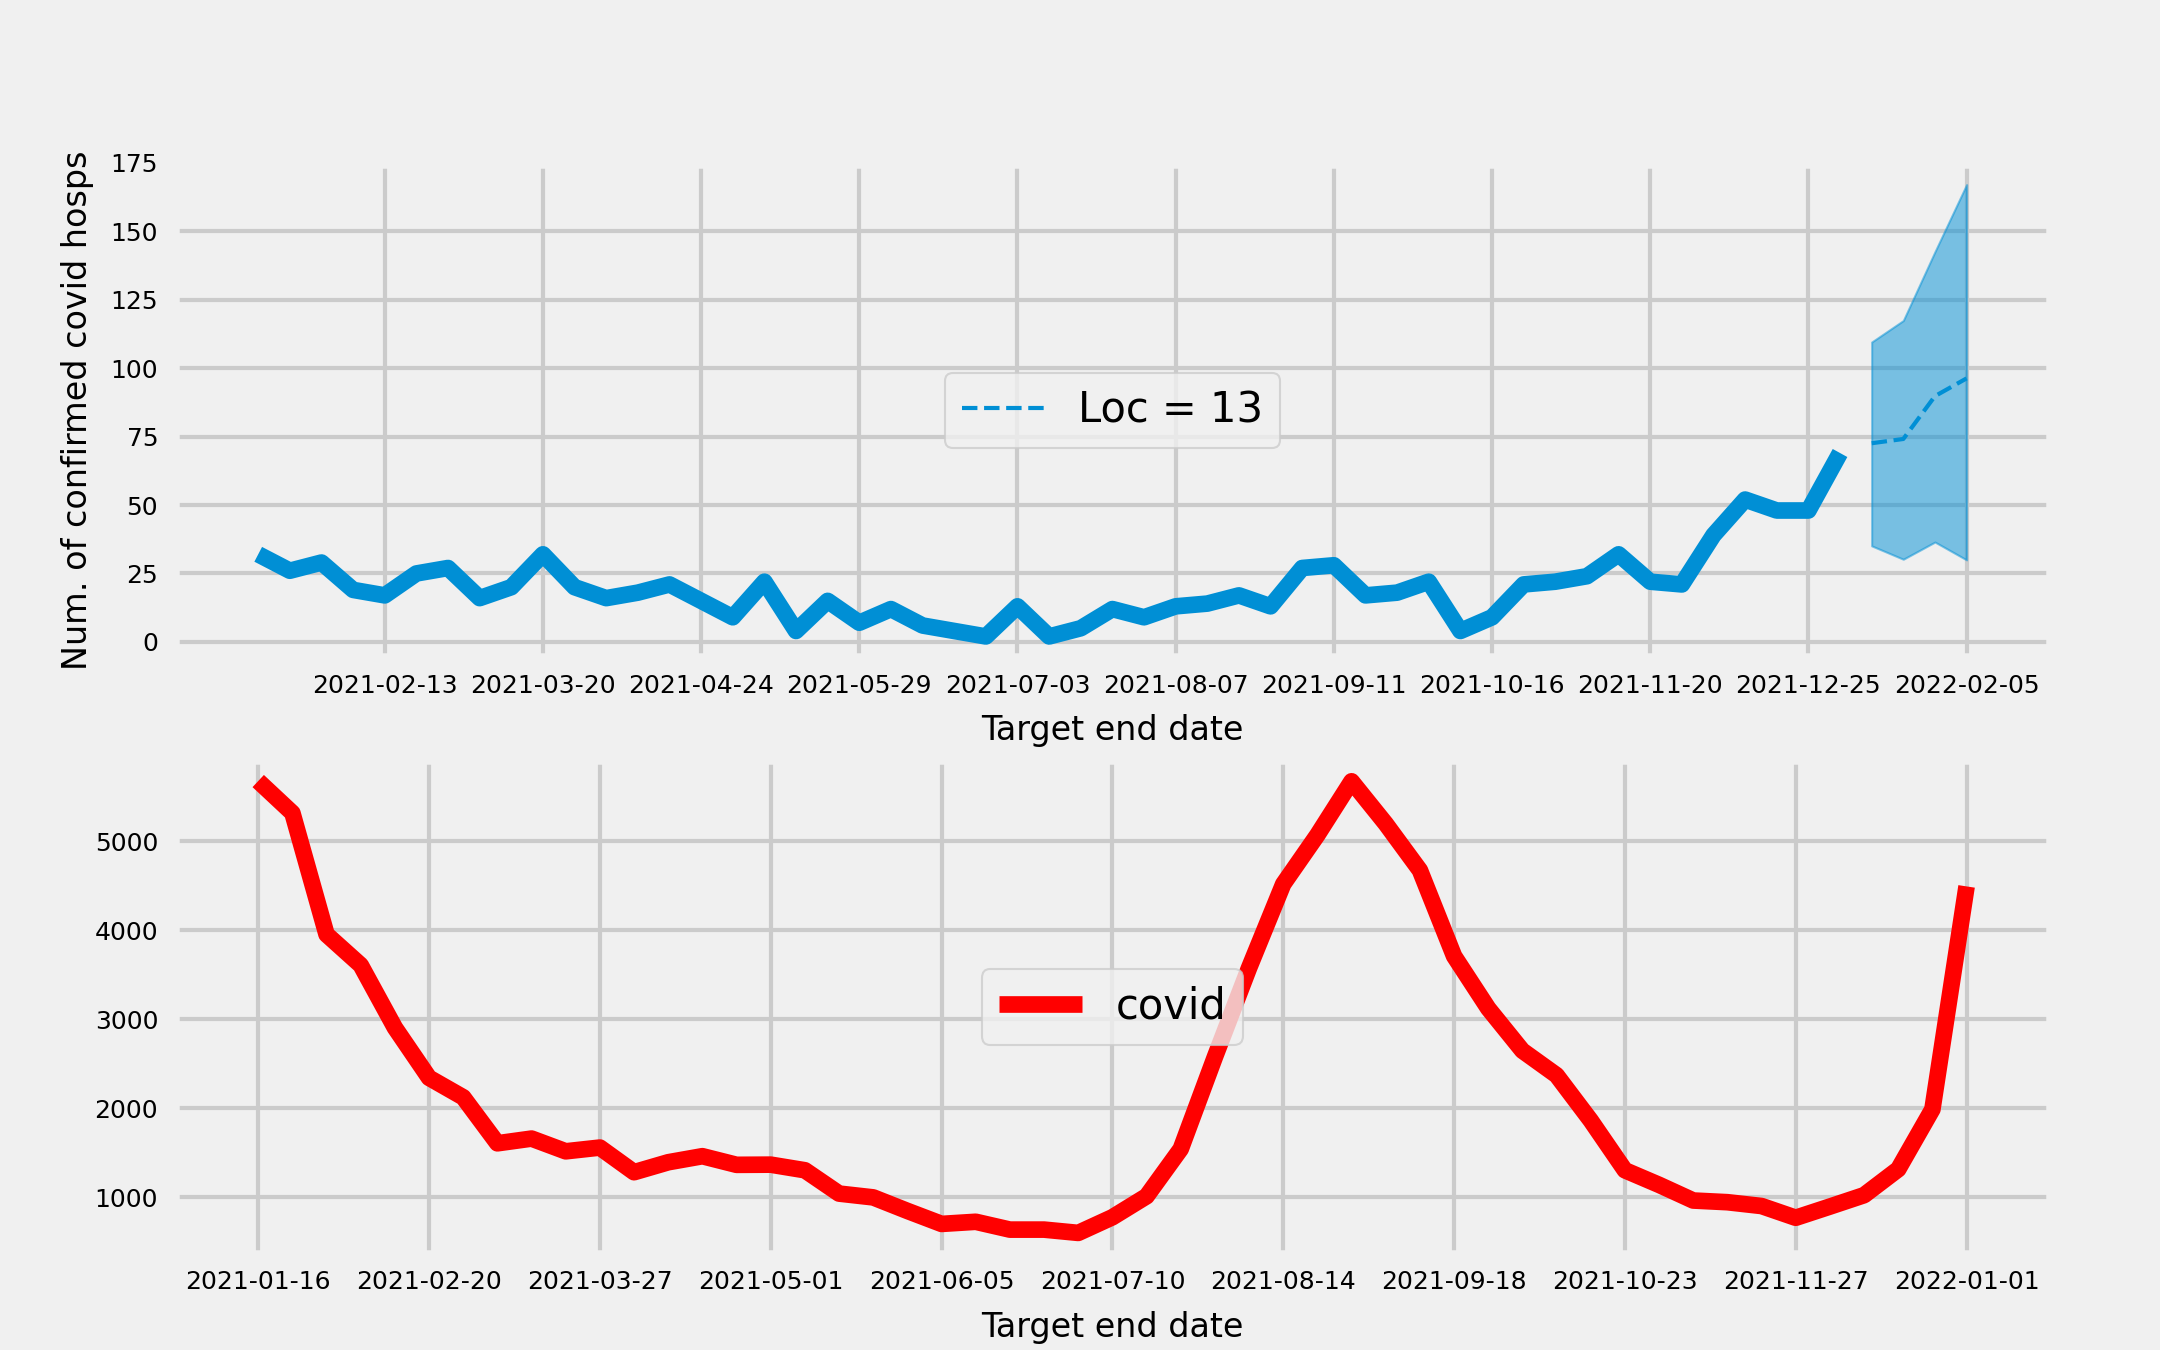 Num. of confirmed covid hosps
175
150
125
100
75
50
25
0
Loc = 13
2021-02-13 2021-03-20 2021-04-24 2021-05-29 2021-07-03 2021-08-07 2021-09-11 2021-10-16 2021-11-20 2021-12-25 2022-02-05
Target end date
5000
4000
3000
2000
1000
covid
2021-01-16 2021-02-20 2021-03-27 2021-05-01 2021-06-05 2021-07-10 2021-08-14 2021-09-18 2021-10-23 2021-11-27 2022-01-01
Target end date